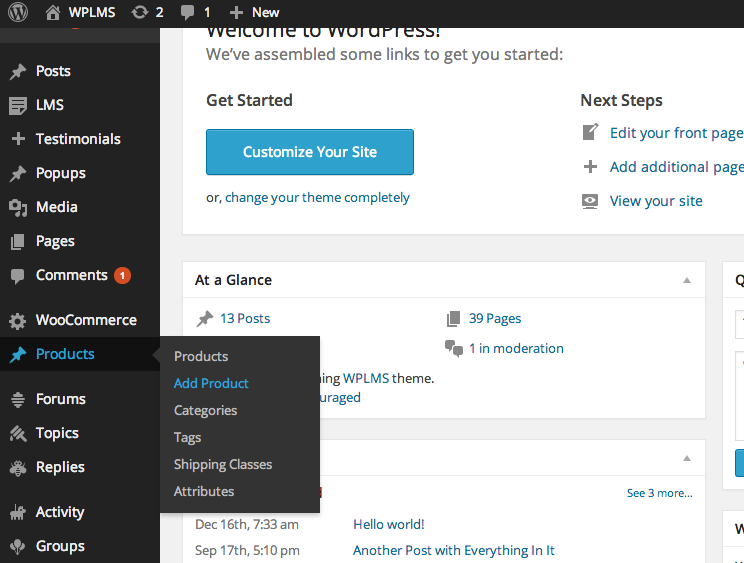 WPLMS 2 1 New
Posts
LMS
Testimonials
Popups
Media
Pages
Comments 1
WooCommerce
Products
Forums
Topics
Replies
Activity
Groups
Products
Add Product
Categories
Tags
Shipping Classes
Attributes
Welcome to WordPress!
We've assembled some links to get you started:
Get Started
Customize Your Site
or, change your theme completely
Next Steps
Edit your front page
Add additional page
View your site
At a Glance
13 Posts
39 Pages
1 in moderation
ning WPLMS theme.
uraged
See 3 more...
Dec 16th, 7:33 am Hello world!
Sep 17th, 5:10 pm Another Post with Everything In It